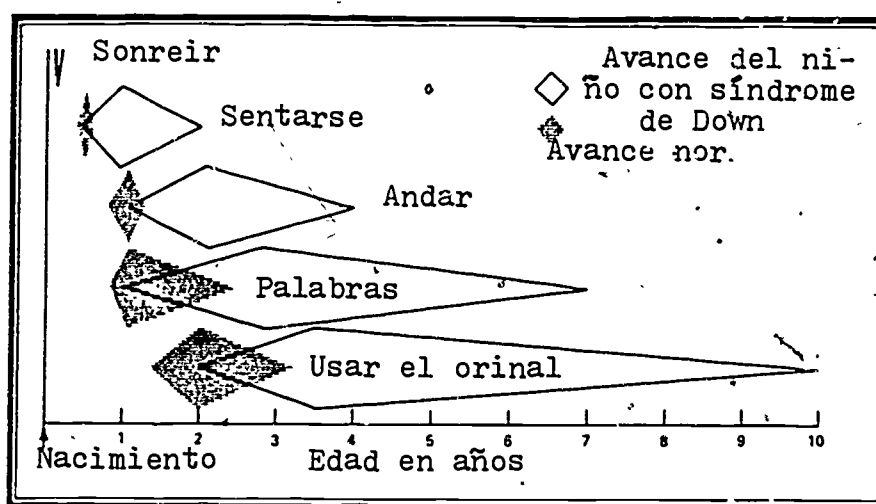 Sonreir
Avance del ni-
ño con síndrome
de Down
Avance nor.
Sentarse
Andar
Palabras
Usar el orinal
1 2 3 4 5 6 7 8 9 10
Nacimiento Edad en años